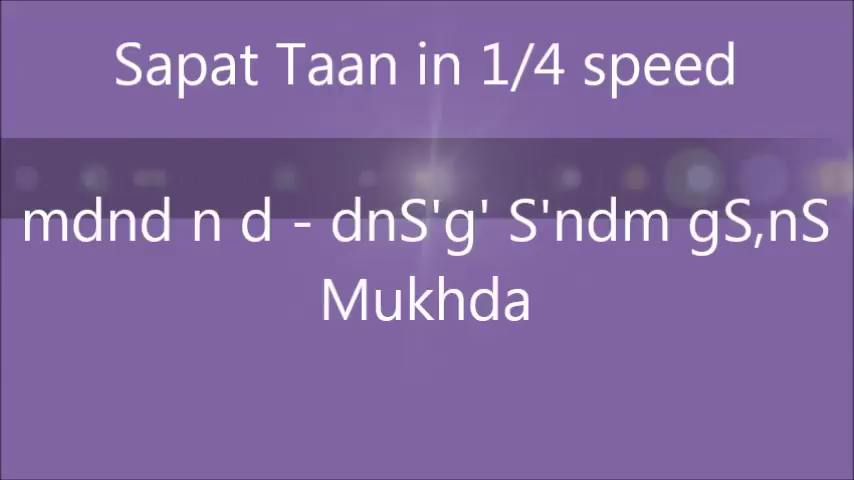 Sapat Taan in 1/4 speed
mdnd n d - dnS'g' S'ndm gS,nS
Mukhda